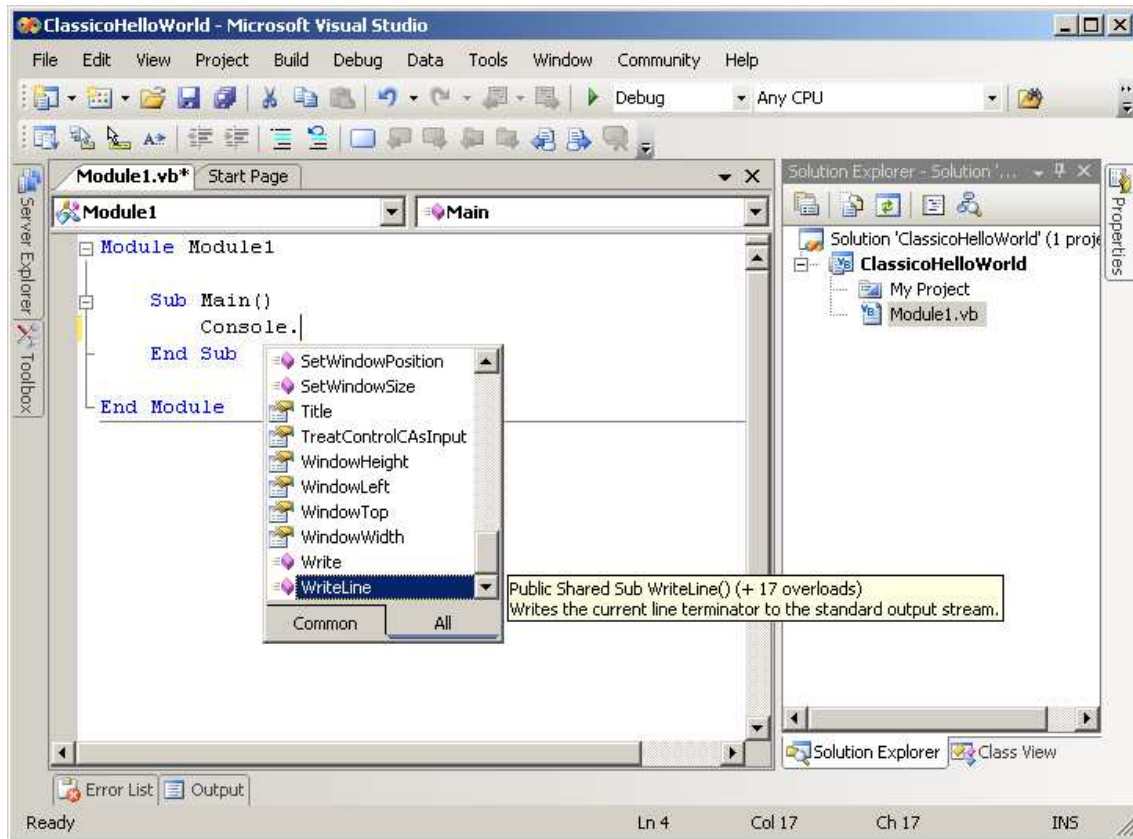 ClassicoHelloWorld - Microsoft Visual Studio
File Edit View Project Build Debug Data Tools Window Community Help
Debug Any CPU
Server Explorer
Toolbox
Module1.vb* Start Page
Module1 Main
Module Module1
Sub Main()
Console.
End Sub
End Module
SetWindowPosition
SetWindowSize
Title
TreatControlCAsInput
WindowHeight
WindowLeft
WindowTop
WindowWidth
Write
WriteLine
Common All
Public Shared Sub WriteLine() (+ 17 overloads)
Writes the current line terminator to the standard output stream.
Solution Explorer - Solution '...
Solution 'ClassicoHelloWorld' (1 proje
ClassicoHelloWorld
My Project
Module1.vb
Solution Explorer Class View
Properties
Error List Output
Ready Ln 4 Col 17 Ch 17 INS